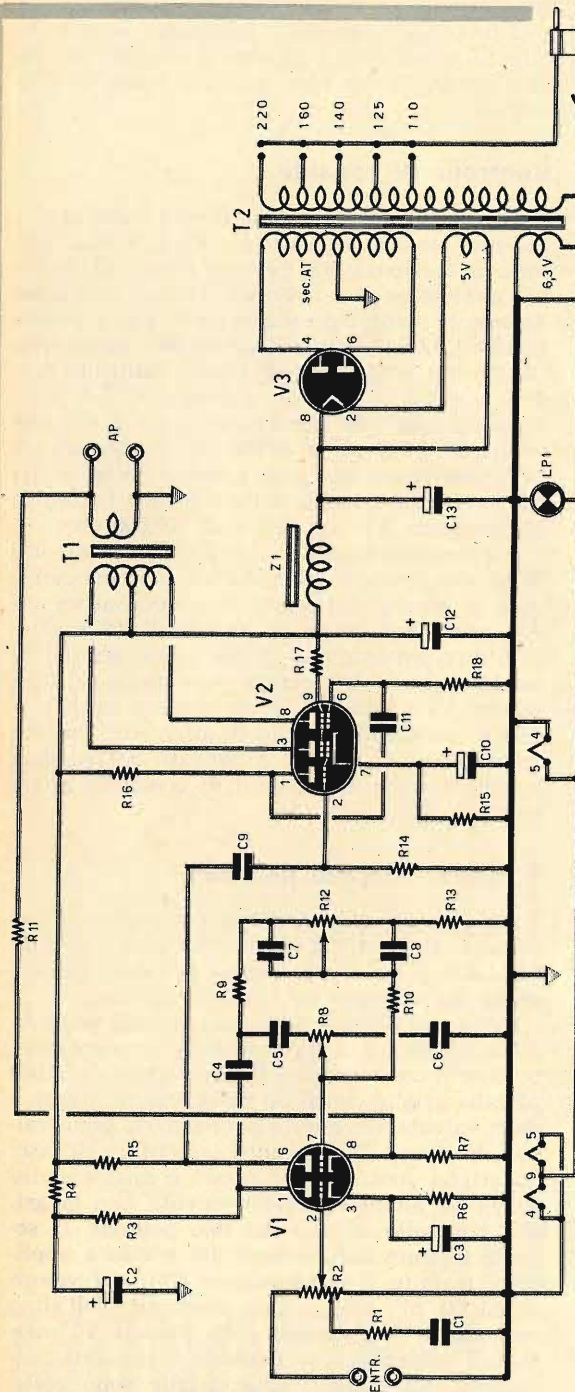 R11
AP
T1
T2
220
160
140
125
110
sec. AT
5 V
6,3 V
V3
4
6
8
2
C2
+
R4
R3
R5
R16
V2
1
3
8
9
6
7
2
R17
Z1
C13
+
C12
+
LP1
C9
C4
R9
C7
R12
C5
R8
C8
R10
C6
R13
R14
R15
C10
+
C11
R18
V1
1
6
2
7
3
8
R2
R1
C1
C3
+
R6
R7
ENTR.
4
9
5
5
4